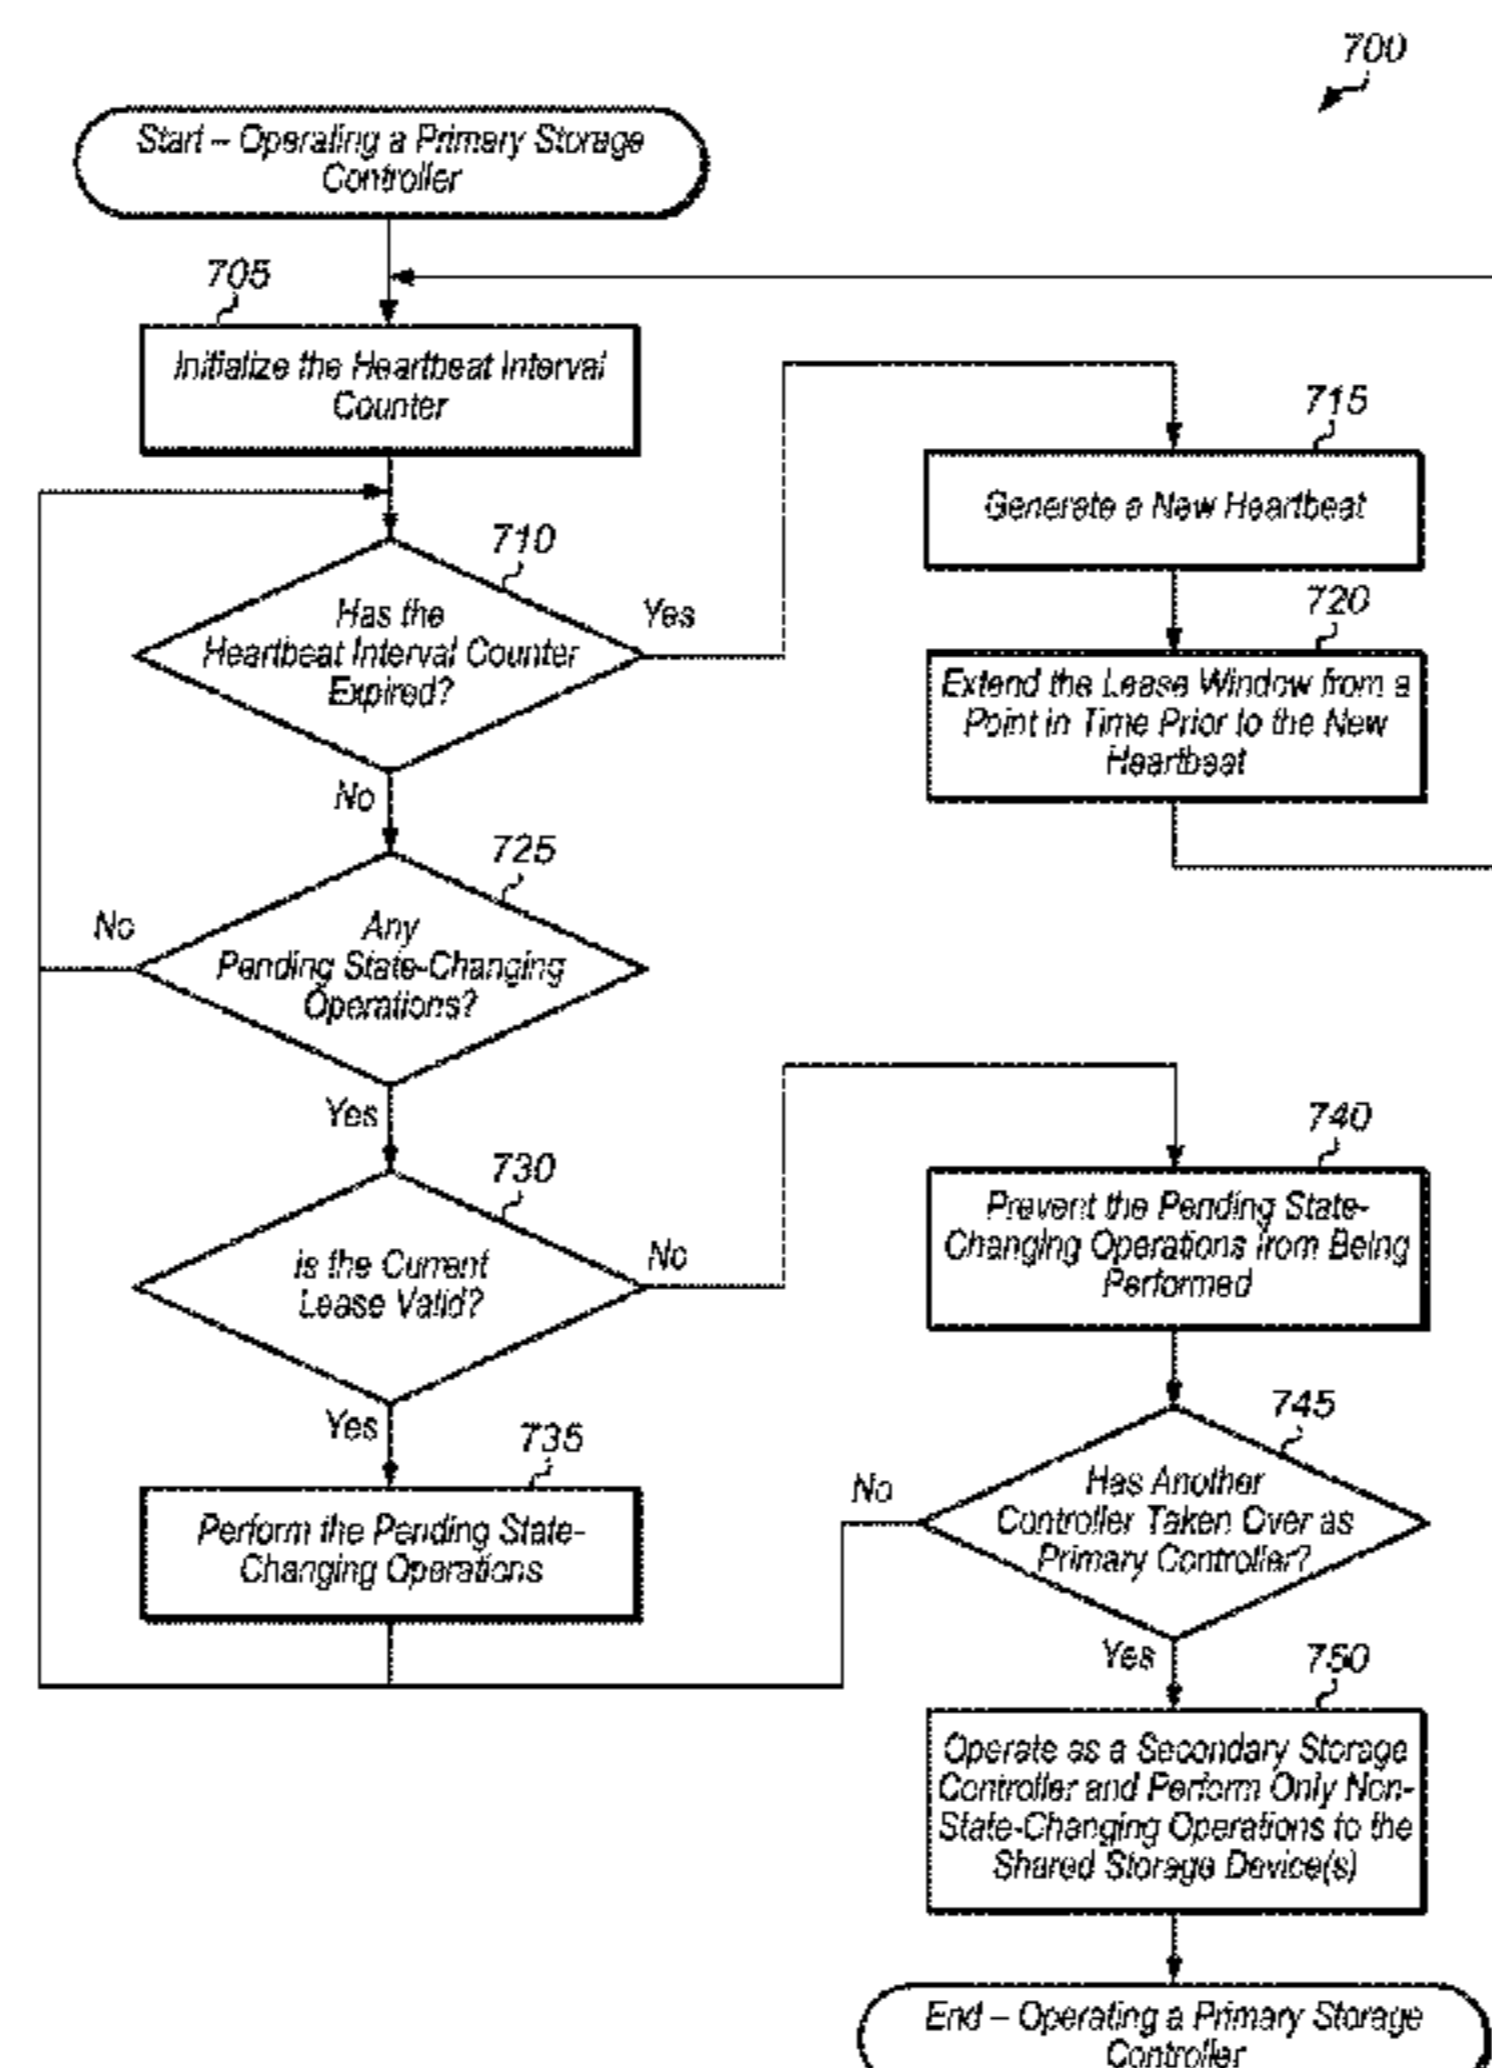 700
Start – Operating a Primary Storage
Controller
705
Initialize the Heartbeat Interval
Counter
710
Has the
Heartbeat Interval Counter
Expired?
Yes
No
715
Generate a New Heartbeat
720
Extend the Lease Window from a
Point in Time Prior to the New
Heartbeat
725
Any
Pending State-Changing
Operations?
No
Yes
730
Is the Current
Lease Valid?
No
Yes
735
Perform the Pending State-
Changing Operations
740
Prevent the Pending State-
Changing Operations from Being
Performed
745
Has Another
Controller Taken Over as
Primary Controller?
No
Yes
750
Operate as a Secondary Storage
Controller and Perform Only Non-
State-Changing Operations to the
Shared Storage Device(s)
End – Operating a Primary Storage
Controller